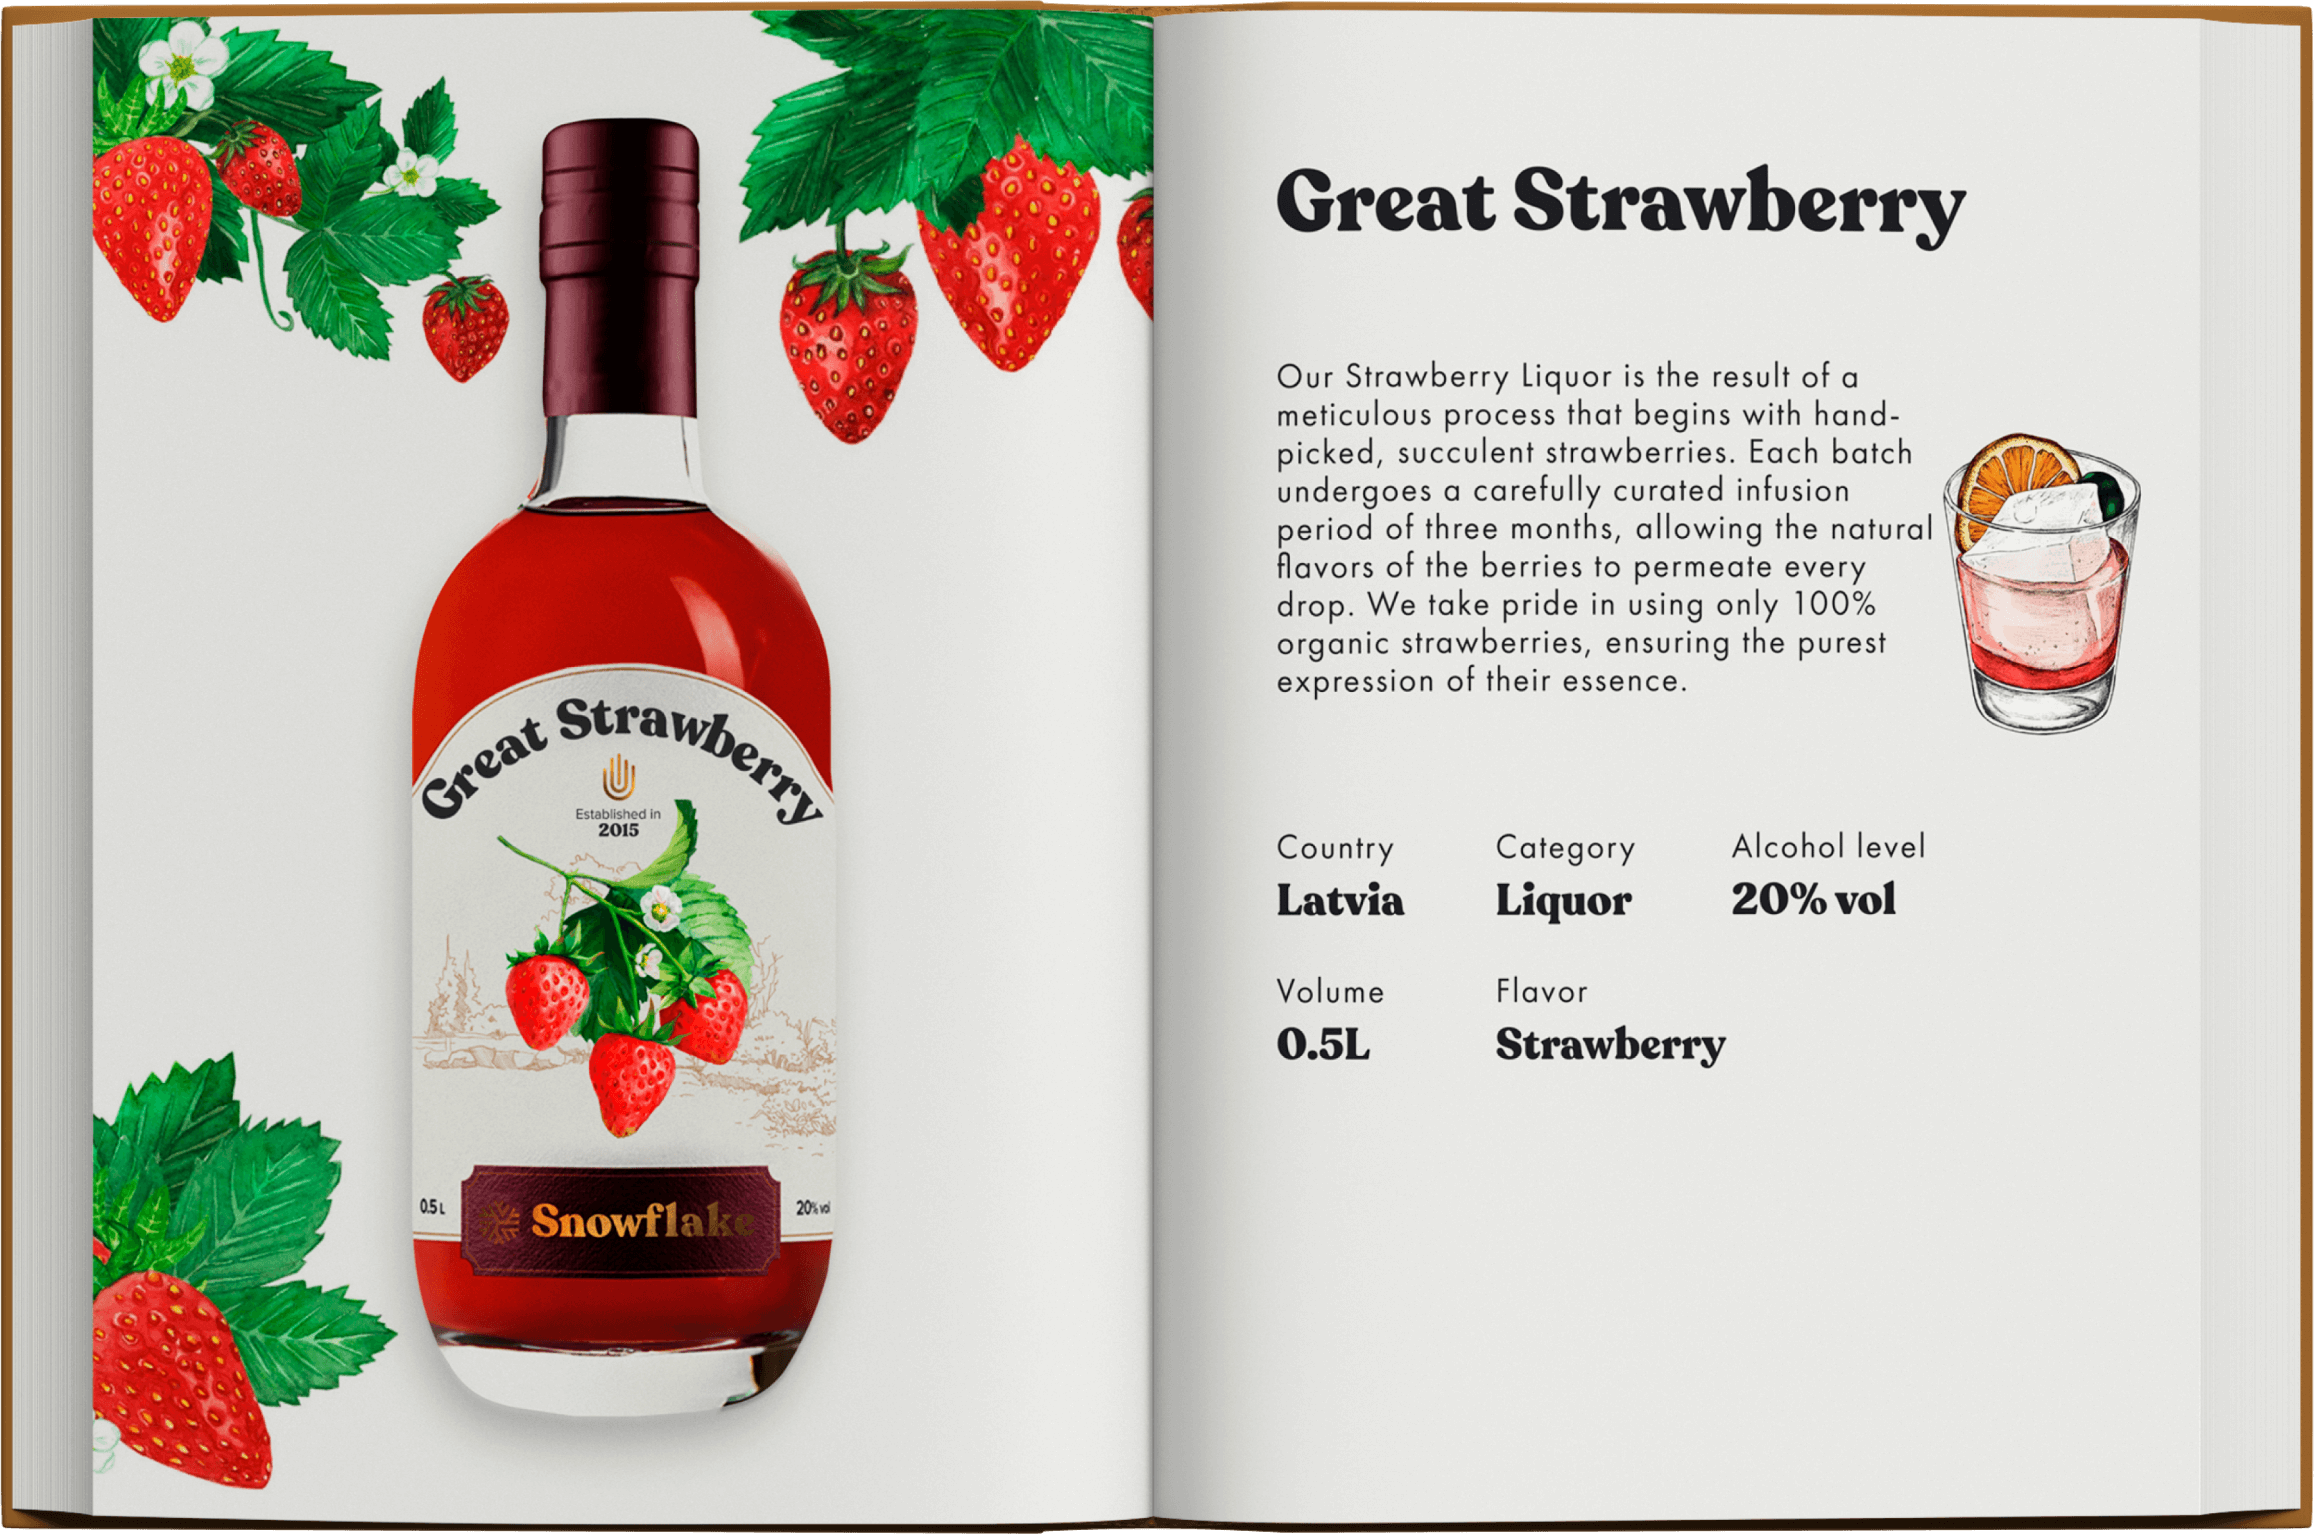 Great Strawberry
Established in
2015
0.5 L
Snowflake
20% vol
Great Strawberry
Our Strawberry Liquor is the result of a
meticulous process that begins with hand-
picked, succulent strawberries. Each batch
undergoes a carefully curated infusion
period of three months, allowing the natural
flavors of the berries to permeate every
drop. We take pride in using only 100%
organic strawberries, ensuring the purest
expression of their essence.
Country
Category
Alcohol level
Latvia
Liquor
20% vol
Volume
Flavor
0.5L
Strawberry